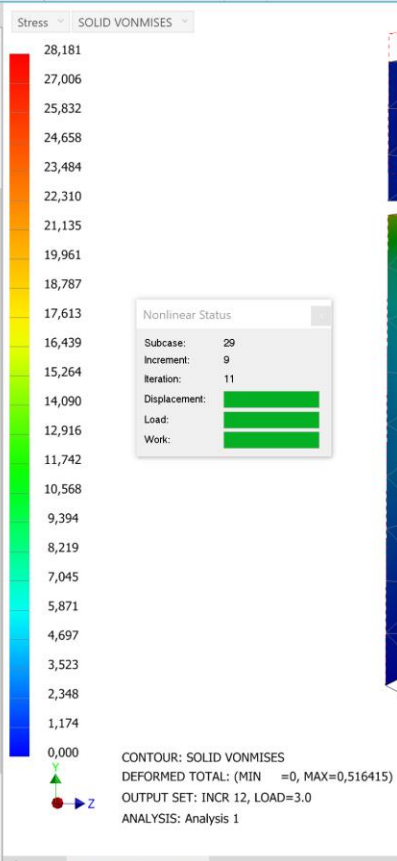 Stress SOLID VONMISES
28,181
27,006
25,832
24,658
23,484
22,310
21,135
19,961
18,787
17,613
16,439
15,264
14,090
12,916
11,742
10,568
9,394
8,219
7,045
5,871
4,697
3,523
2,348
1,174
0,000
Nonlinear Status
Subcase: 29
Increment: 9
Iteration: 11
Displacement:
Load:
Work:
Y
Z
CONTOUR: SOLID VONMISES
DEFORMED TOTAL: (MIN =0, MAX=0,516415)
OUTPUT SET: INCR 12, LOAD=3.0
ANALYSIS: Analysis 1